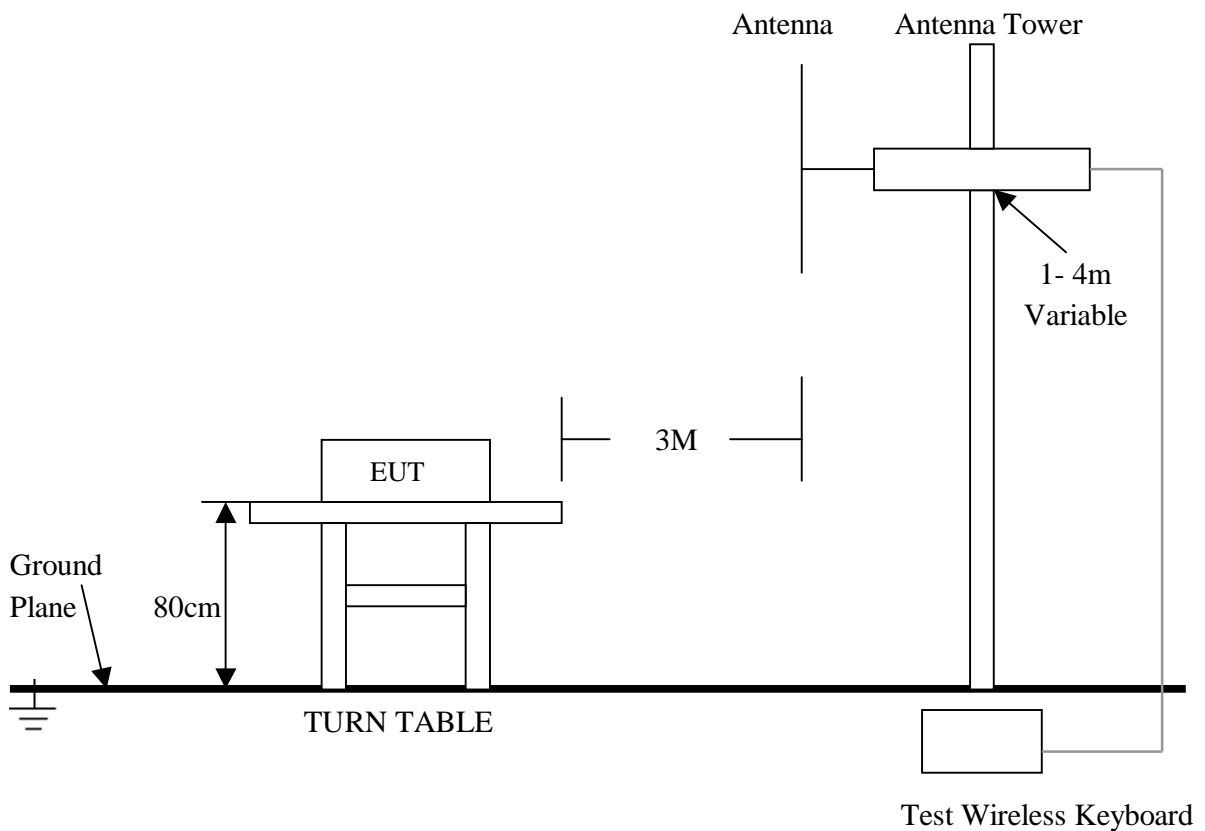 Antenna
Antenna Tower
1- 4m
Variable
3M
EUT
Ground
Plane
80cm
TURN TABLE
Test Wireless Keyboard